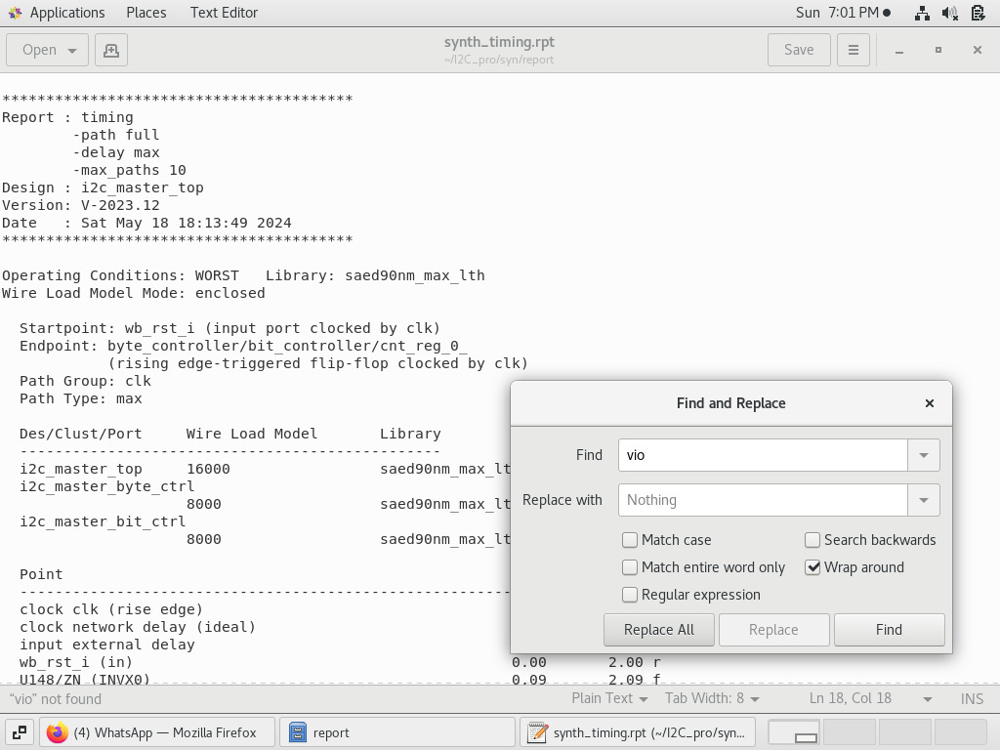 Applications Places Text Editor Sun 7:01 PM
Open synth_timing.rpt Save
~/I2C_pro/syn/report
****************************************
Report : timing
        -path full
        -delay max
        -max_paths 10
Design : i2c_master_top
Version: V-2023.12
Date   : Sat May 18 18:13:49 2024
****************************************
Operating Conditions: WORST   Library: saed90nm_max_lth
Wire Load Model Mode: enclosed
  Startpoint: wb_rst_i (input port clocked by clk)
  Endpoint: byte_controller/bit_controller/cnt_reg_0_
            (rising edge-triggered flip-flop clocked by clk)
  Path Group: clk
  Path Type: max
  Des/Clust/Port     Wire Load Model       Library
  ------------------------------------------------
  i2c_master_top     16000                 saed90nm_max_lt
  i2c_master_byte_ctrl
                     8000                  saed90nm_max_lt
  i2c_master_bit_ctrl
                     8000                  saed90nm_max_lt
  Point
  --------------------------------------------------------
  clock clk (rise edge)
  clock network delay (ideal)
  input external delay
  wb_rst_i (in)                                           0.00       2.00 r
  U148/ZN (INVX0)                                         0.09       2.09 f
Find and Replace
Find vio
Replace with Nothing
Match case Search backwards
Match entire word only Wrap around
Regular expression
Replace All Replace Find
“vio” not found Plain Text Tab Width: 8 Ln 18, Col 18 INS
(4) WhatsApp — Mozilla Firefox report synth_timing.rpt (~/I2C_pro/syn...